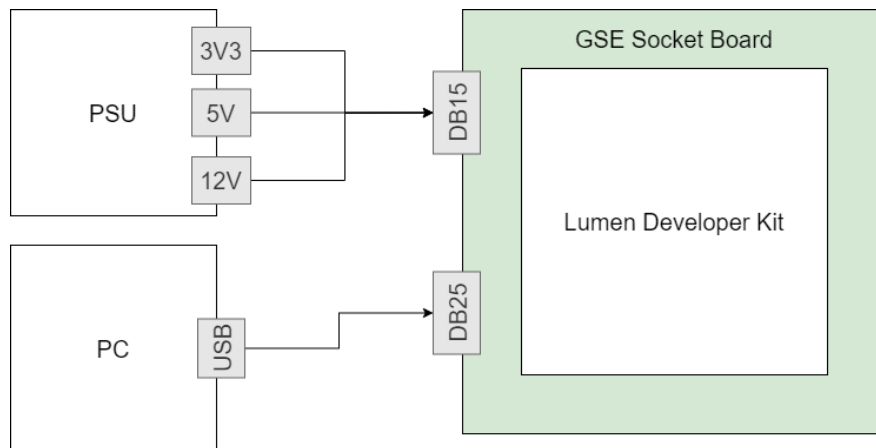 3V3
PSU
5V
12V
GSE Socket Board
DB15
Lumen Developer Kit
DB25
PC
USB